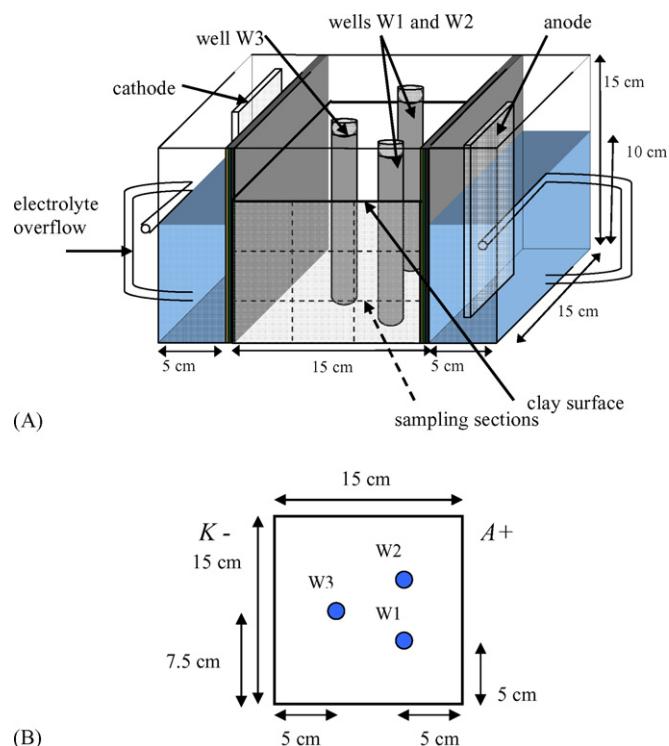 wells W1 and W2
anode
well W3
cathode
15 cm
10 cm
electrolyte
overflow
15 cm
5 cm
15 cm
5 cm
clay surface
sampling sections
(A)
15 cm
K -
A+
15 cm
W2
W3
W1
7.5 cm
5 cm
5 cm
5 cm
(B)